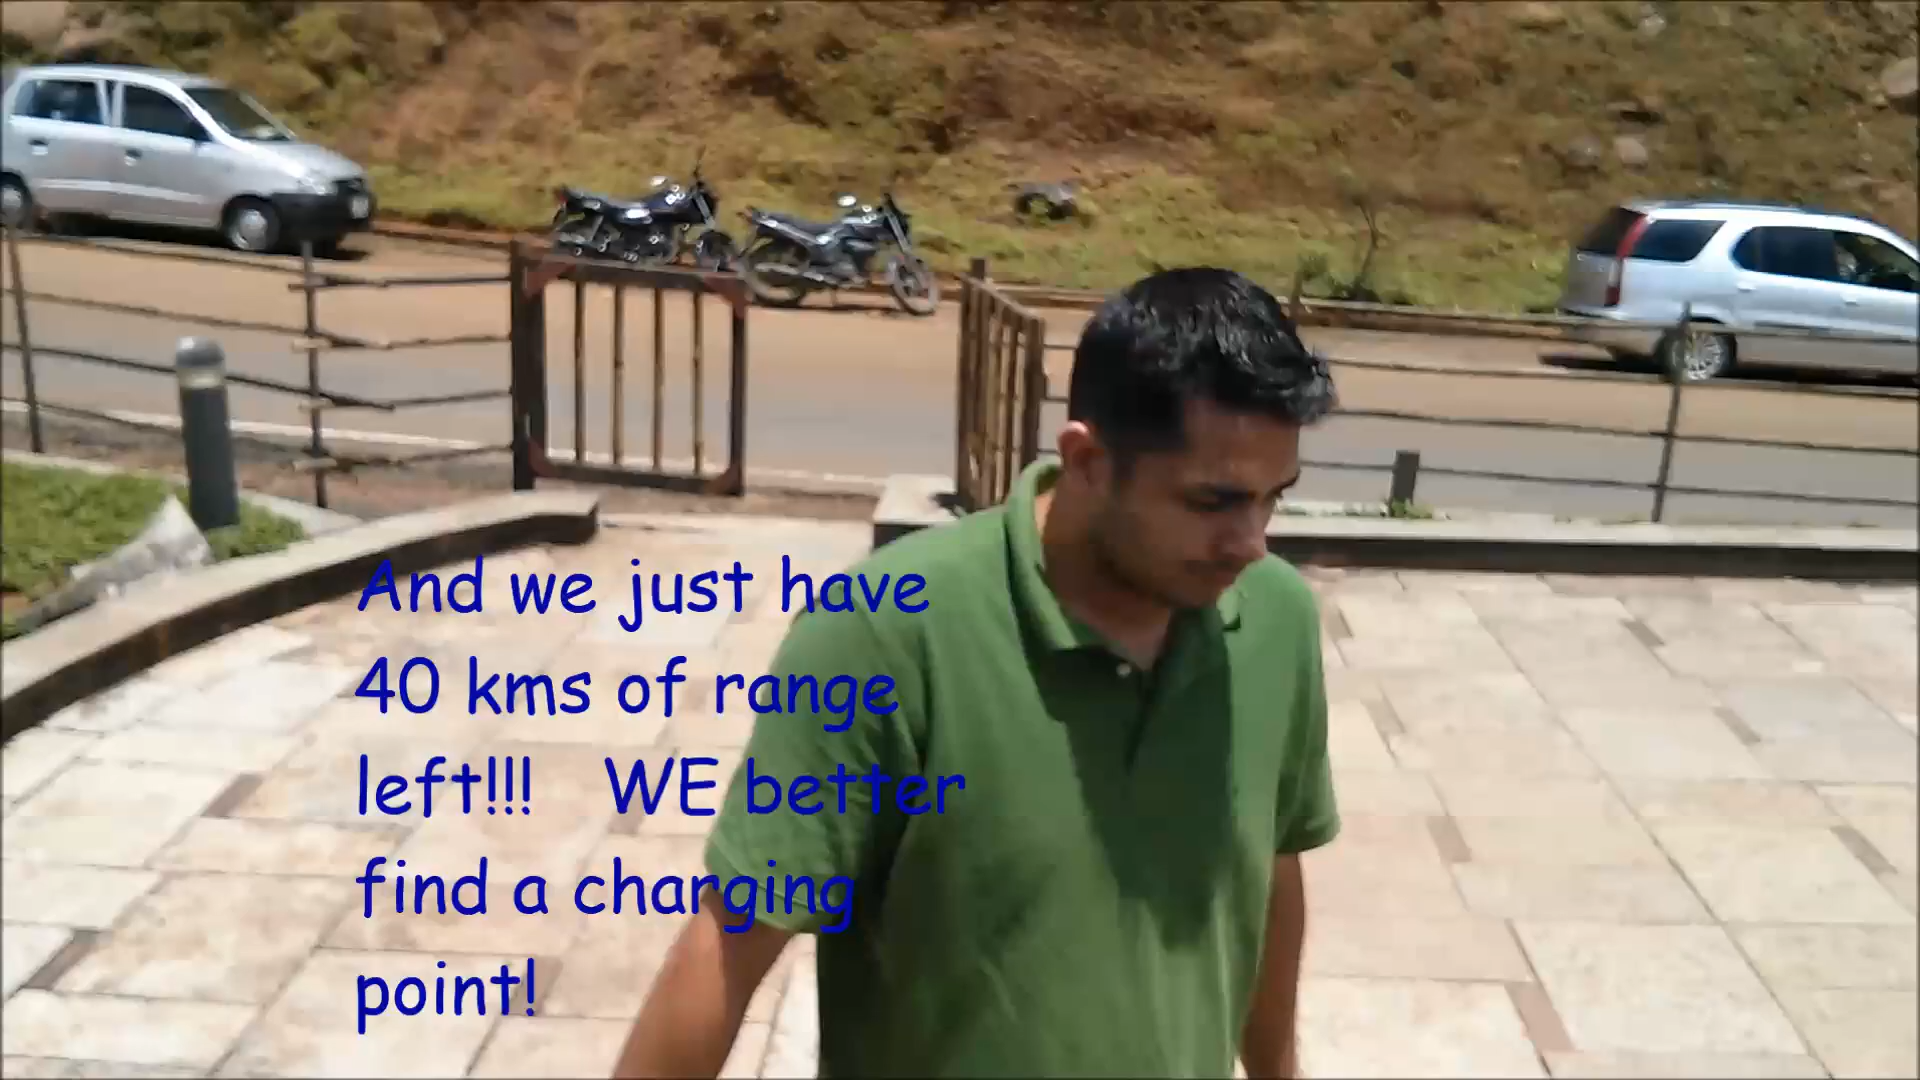 And we just have
40 kms of range
left!!! WE better
find a charging
point!